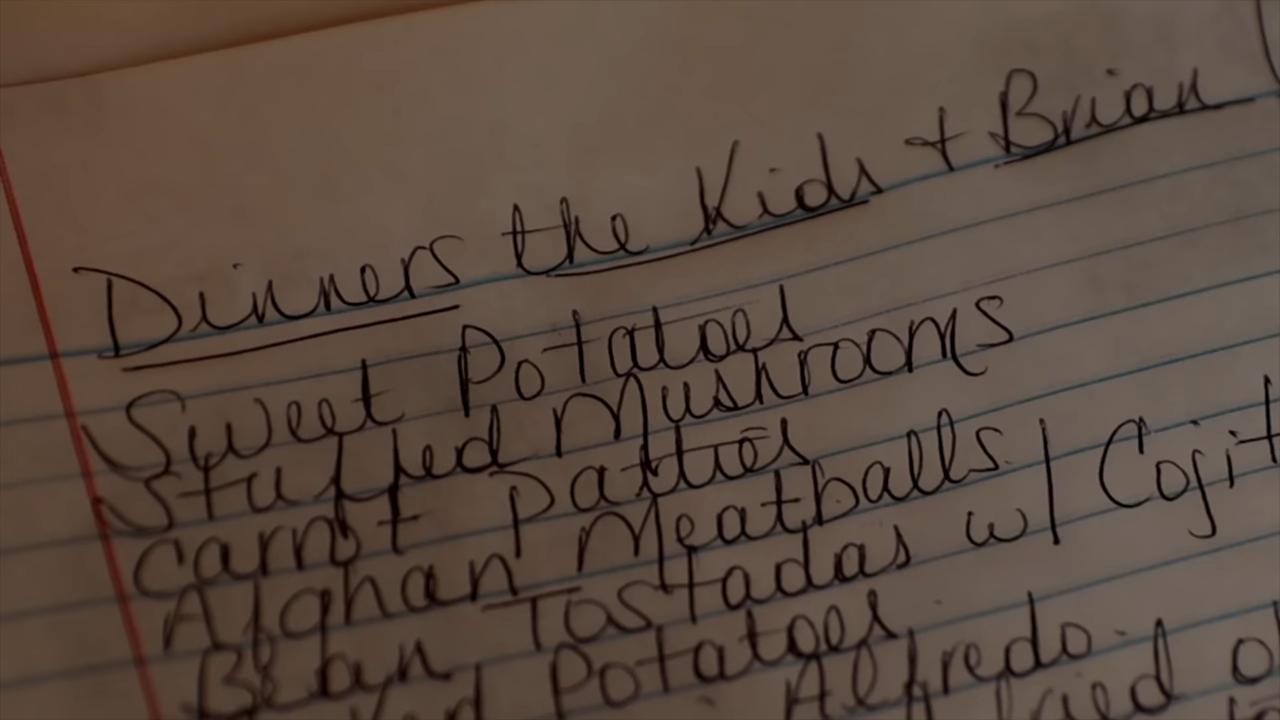 Dinners the Kids + Brian
Sweet Potatoes
Stuffed Mushrooms
Carrot Patties
Afghan Meatballs
Bean Tostadas w/ Cojit
Potatoes
Alfredo